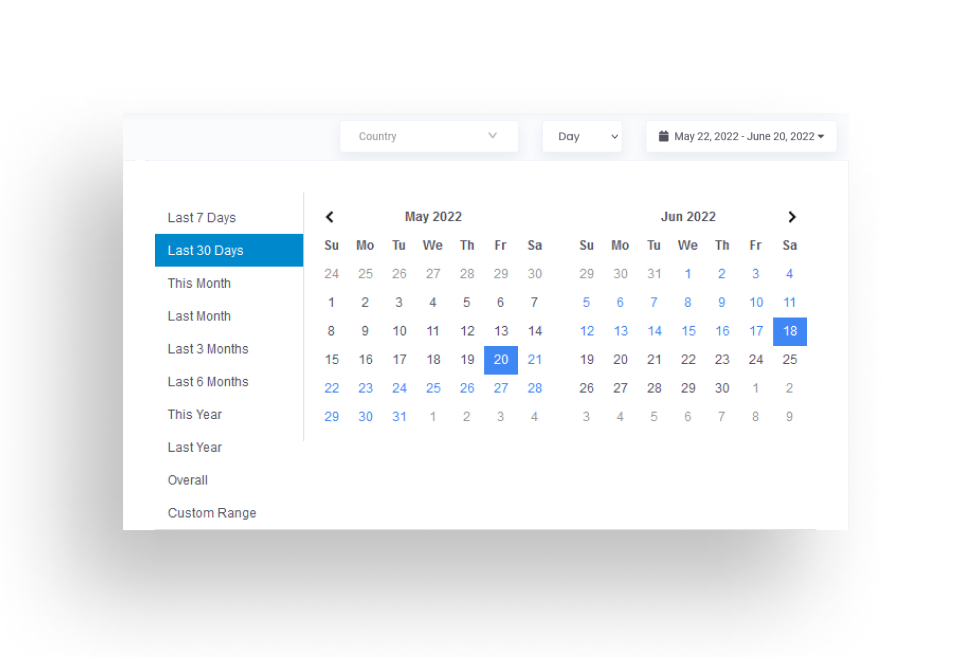 Country Day May 22, 2022 - June 20, 2022
Last 7 Days
Last 30 Days
This Month
Last Month
Last 3 Months
Last 6 Months
This Year
Last Year
Overall
Custom Range
May 2022
Su Mo Tu We Th Fr Sa
24 25 26 27 28 29 30
1 2 3 4 5 6 7
8 9 10 11 12 13 14
15 16 17 18 19 20 21
22 23 24 25 26 27 28
29 30 31 1 2 3 4
Jun 2022
Su Mo Tu We Th Fr Sa
29 30 31 1 2 3 4
5 6 7 8 9 10 11
12 13 14 15 16 17 18
19 20 21 22 23 24 25
26 27 28 29 30 1 2
3 4 5 6 7 8 9